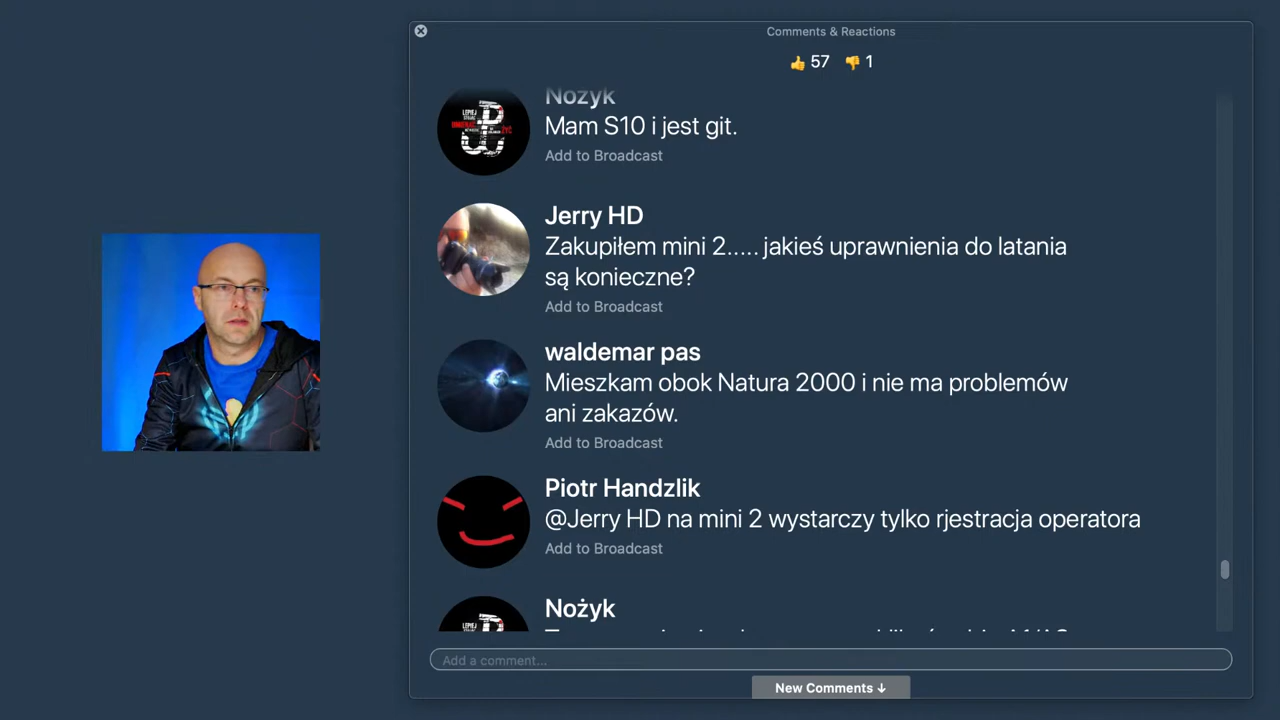 Comments & Reactions
👍 57 👎 1
Nożyk
Mam S10 i jest git.
Add to Broadcast
Jerry HD
Zakupiłem mini 2..... jakieś uprawnienia do latania
są konieczne?
Add to Broadcast
waldemar pas
Mieszkam obok Natura 2000 i nie ma problemów
ani zakazów.
Add to Broadcast
Piotr Handzlik
@Jerry HD na mini 2 wystarczy tylko rjestracja operatora
Add to Broadcast
Nożyk
Add a comment...
New Comments ↓